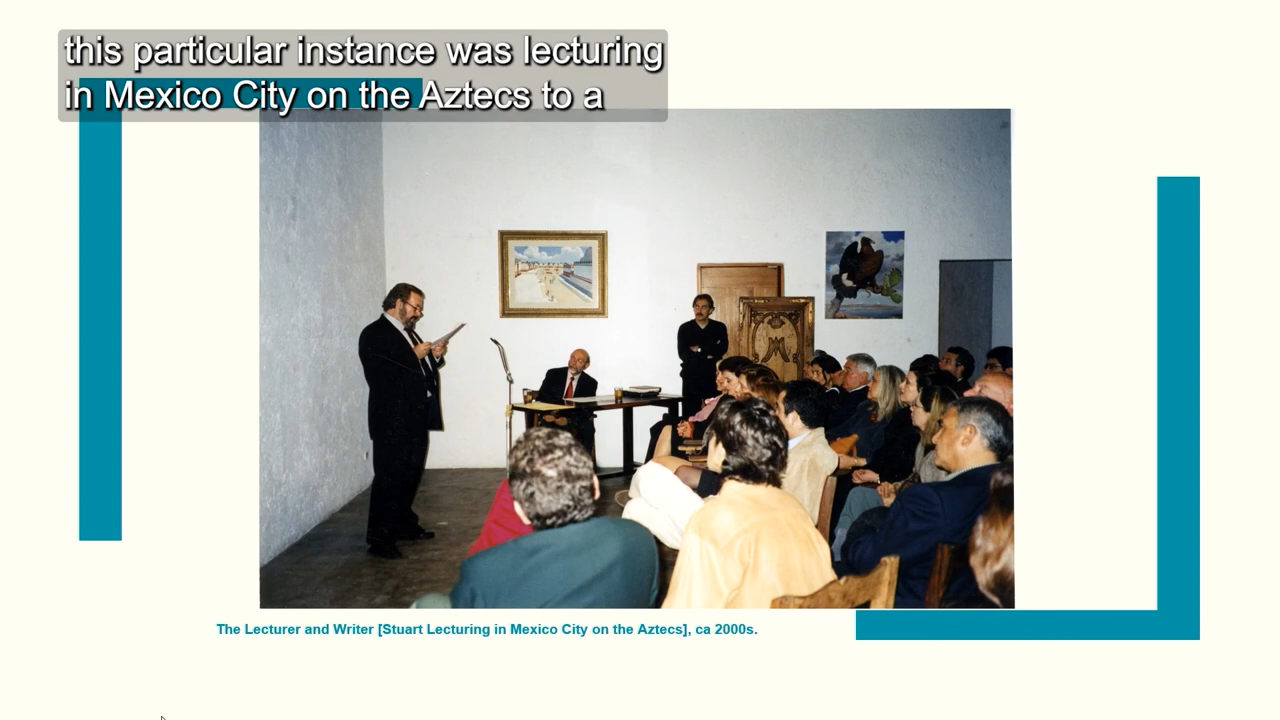 this particular instance was lecturing
in Mexico City on the Aztecs to a
The Lecturer and Writer [Stuart Lecturing in Mexico City on the Aztecs], ca 2000s.